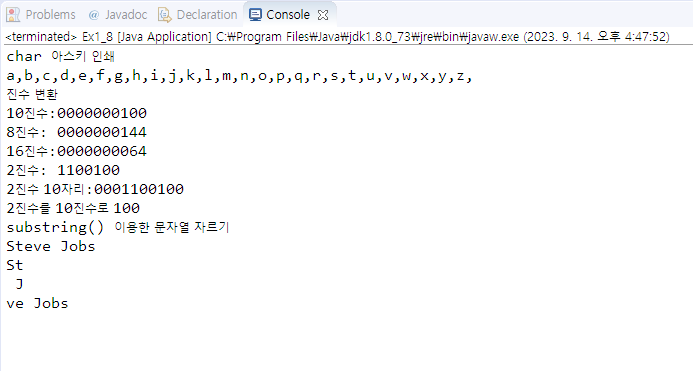 Problems @ Javadoc Declaration Console
<terminated> Ex1_8 [Java Application] C:₩Program Files₩Java₩jdk1.8.0_73₩jre₩bin₩javaw.exe (2023. 9. 14. 오후 4:47:52)
char 아스키 인쇄
a,b,c,d,e,f,g,h,i,j,k,l,m,n,o,p,q,r,s,t,u,v,w,x,y,z,
진수 변환
10진수:0000000100
8진수: 0000000144
16진수:0000000064
2진수: 1100100
2진수 10자리:0001100100
2진수를 10진수로 100
substring() 이용한 문자열 자르기
Steve Jobs
St
 J
ve Jobs